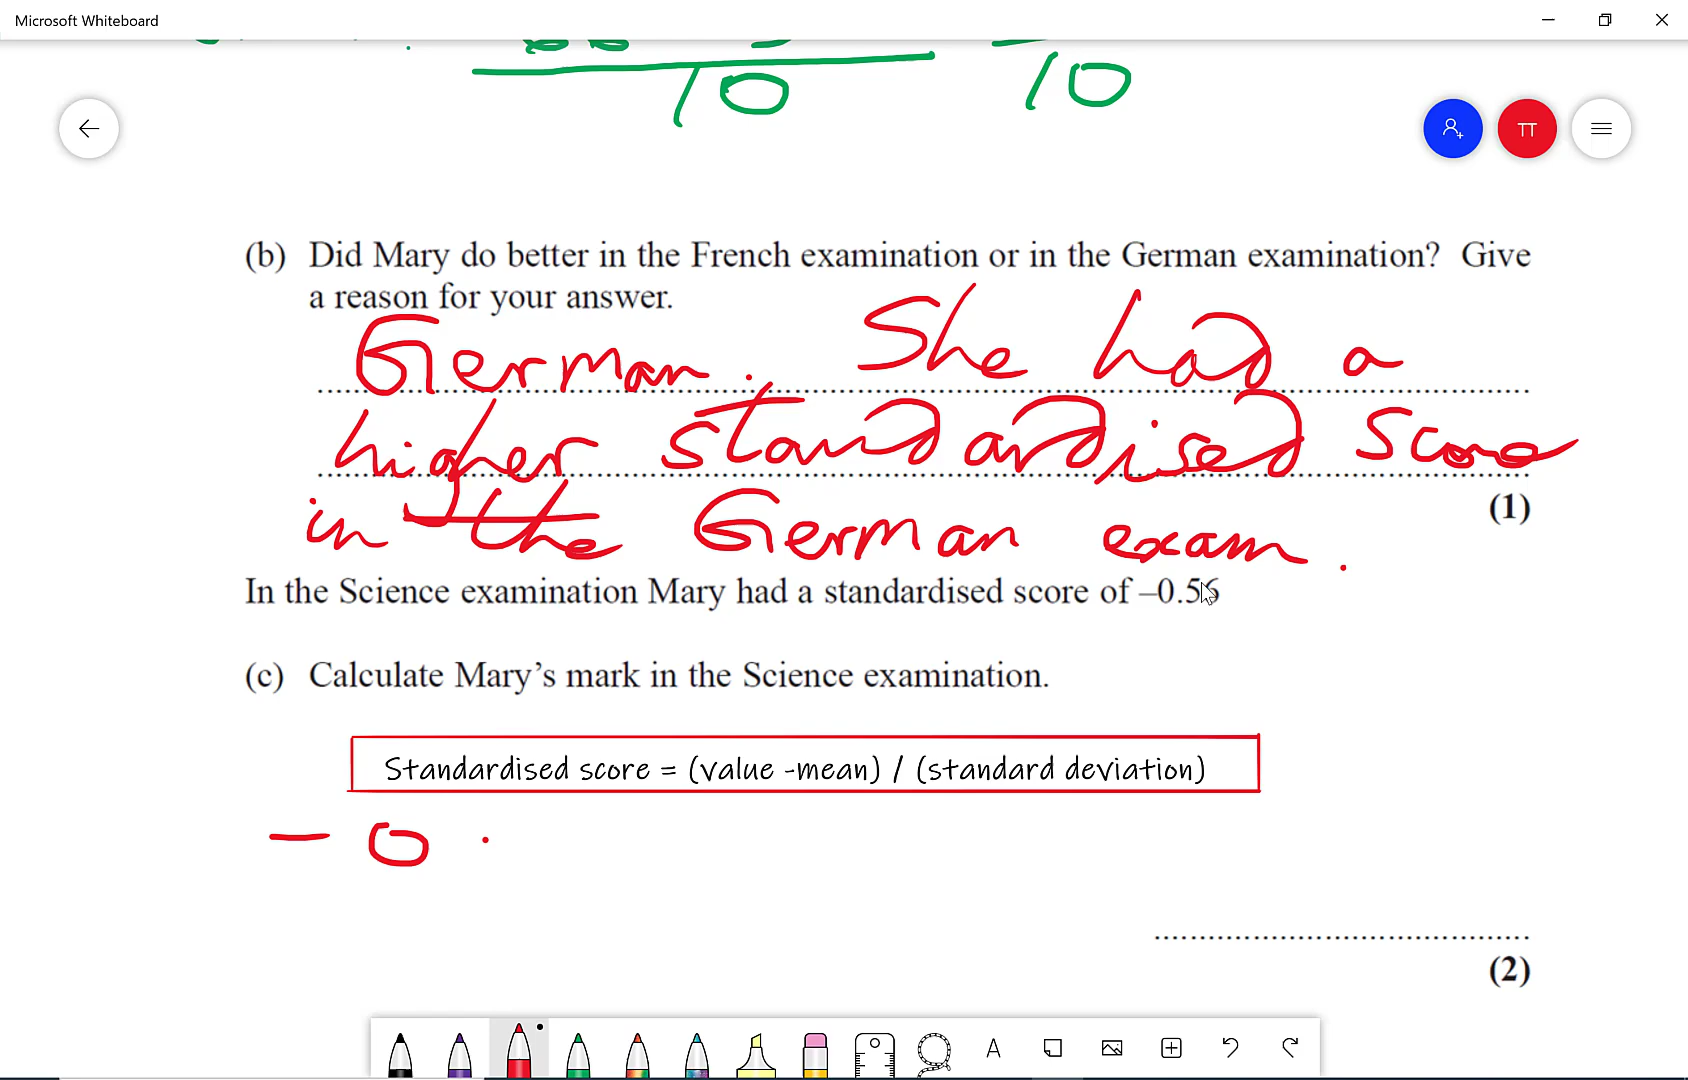 Microsoft Whiteboard
10 10
TT
(b) Did Mary do better in the French examination or in the German examination? Give
a reason for your answer.
German. She had a
higher standardised score
(1)
in the German exam.
In the Science examination Mary had a standardised score of –0.56
(c) Calculate Mary's mark in the Science examination.
Standardised score = (value -mean) / (standard deviation)
- 0 .
(2)
A